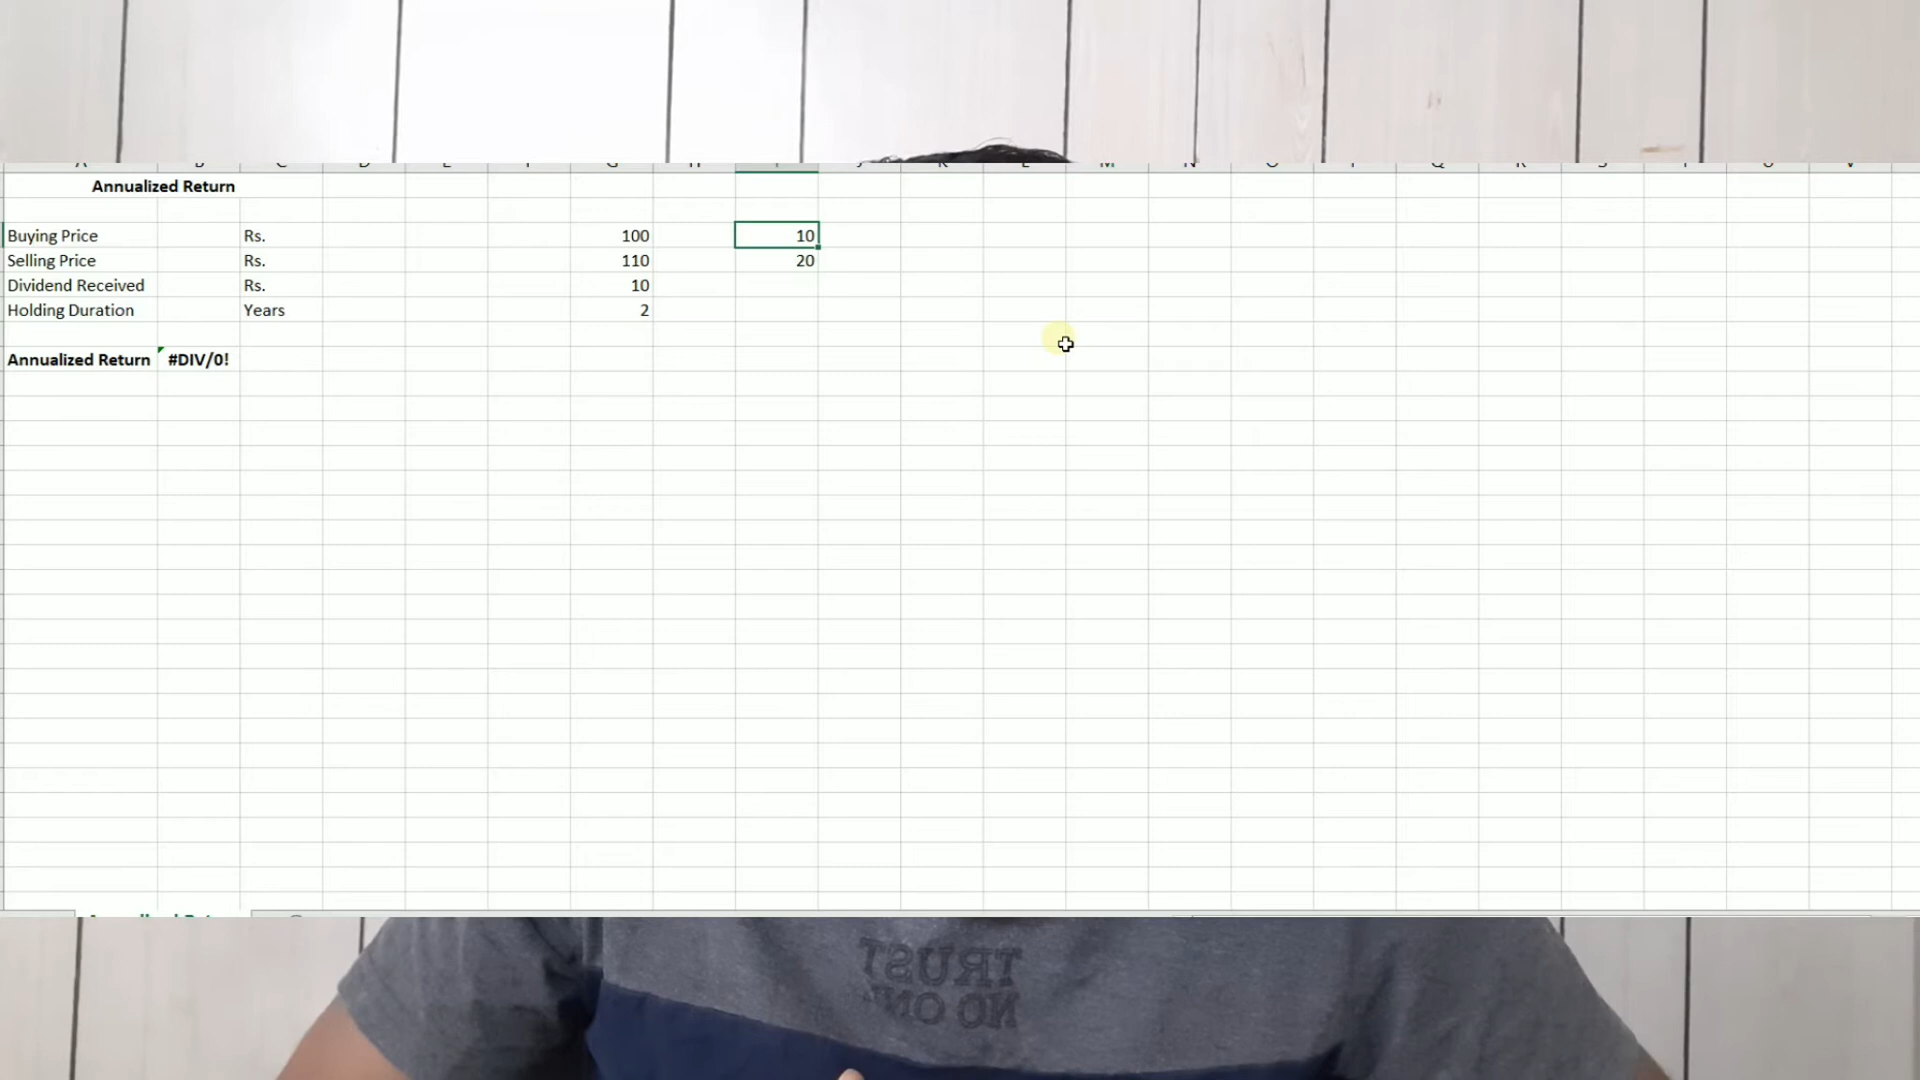 Annualized Return
Buying Price Rs. 100 10
Selling Price Rs. 110 20
Dividend Received Rs. 10
Holding Duration Years 2
Annualized Return #DIV/0!
TRUST
NO ON